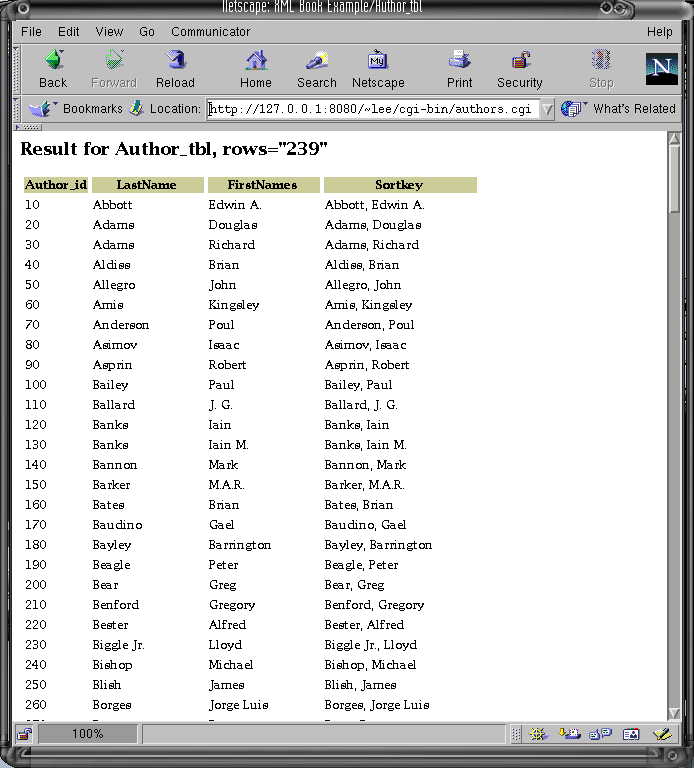 Netscape: XML Book Example/Author_tbl
File Edit View Go Communicator Help
Back Forward Reload Home Search Netscape Print Security Stop
My
N
Bookmarks Location: http://127.0.0.1:8080/~lee/cgi-bin/authors.cgi What's Related
Result for Author_tbl, rows="239"
Author_id LastName FirstNames Sortkey
10 Abbott Edwin A. Abbott, Edwin A.
20 Adams Douglas Adams, Douglas
30 Adams Richard Adams, Richard
40 Aldiss Brian Aldiss, Brian
50 Allegro John Allegro, John
60 Amis Kingsley Amis, Kingsley
70 Anderson Poul Anderson, Poul
80 Asimov Isaac Asimov, Isaac
90 Asprin Robert Asprin, Robert
100 Bailey Paul Bailey, Paul
110 Ballard J. G. Ballard, J. G.
120 Banks Iain Banks, Iain
130 Banks Iain M. Banks, Iain M.
140 Bannon Mark Bannon, Mark
150 Barker M.A.R. Barker, M.A.R.
160 Bates Brian Bates, Brian
170 Baudino Gael Baudino, Gael
180 Bayley Barrington Bayley, Barrington
190 Beagle Peter Beagle, Peter
200 Bear Greg Bear, Greg
210 Benford Gregory Benford, Gregory
220 Bester Alfred Bester, Alfred
230 Biggle Jr. Lloyd Biggle Jr., Lloyd
240 Bishop Michael Bishop, Michael
250 Blish James Blish, James
260 Borges Jorge Luis Borges, Jorge Luis
100%